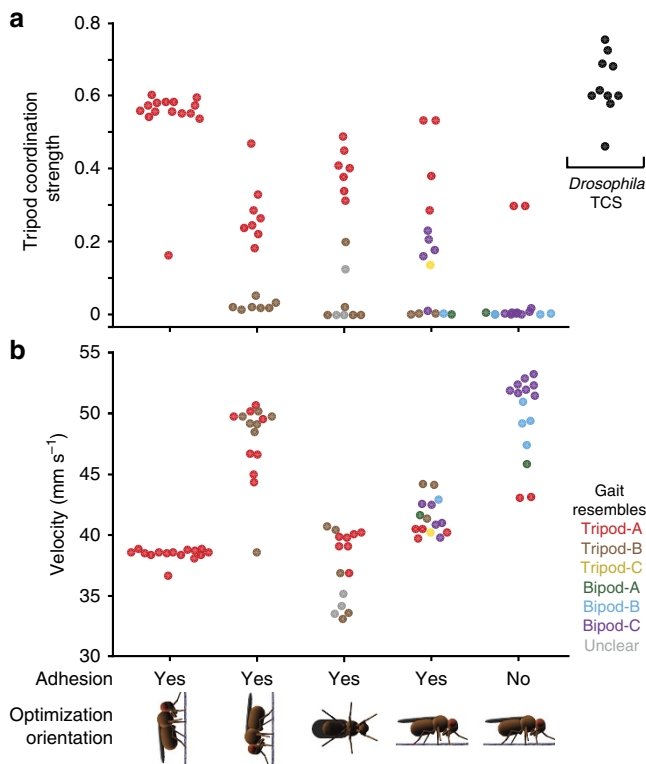 a
0.8
0.6
0.4
0.2
0
Tripod coordination
strength
Drosophila
TCS
b
55
50
45
40
35
30
Velocity (mm s⁻¹)
Gait
resembles
Tripod-A
Tripod-B
Tripod-C
Bipod-A
Bipod-B
Bipod-C
Unclear
Adhesion Yes Yes Yes Yes No
Optimization
orientation